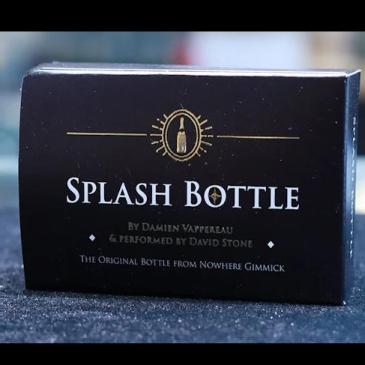 SPLASH BOTTLE
BY DAMIEN VAPPEREAU
& PERFORMED BY DAVID STONE
THE ORIGINAL BOTTLE FROM NOWHERE GIMMICK